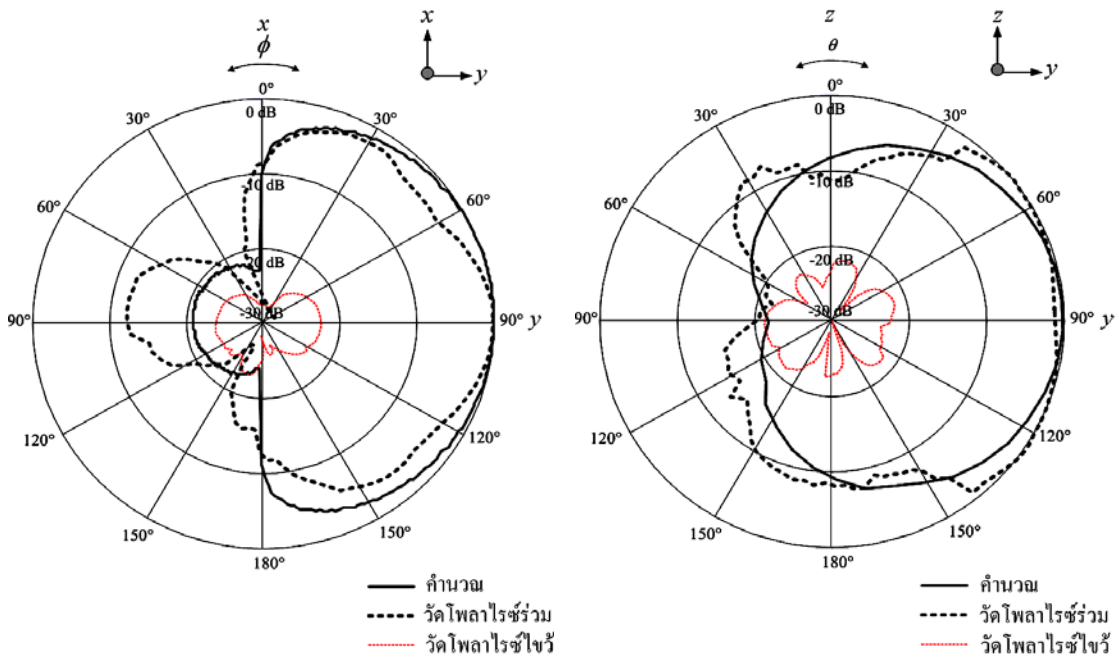 x
x
ϕ
y
0°
0 dB
30°
30°
-10 dB
60°
60°
-20 dB
-30 dB
90°
90° y
120°
120°
150°
150°
180°
คำนวณ
วัดโพลาไรซ์ร่วม
วัดโพลาไรซ์ไขว้
z
z
θ
y
0°
0 dB
30°
30°
-10 dB
60°
60°
-20 dB
-30 dB
90°
90° y
120°
120°
150°
150°
180°
คำนวณ
วัดโพลาไรซ์ร่วม
วัดโพลาไรซ์ไขว้